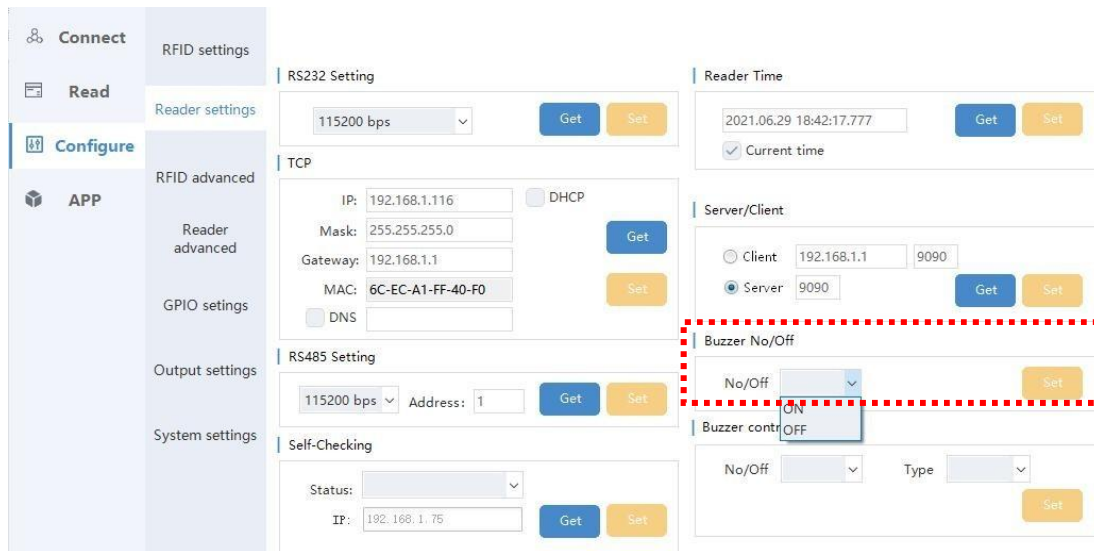 Connect
Read
Configure
APP
RFID settings
Reader settings
RFID advanced
Reader
advanced
GPIO setings
Output settings
System settings
RS232 Setting
115200 bps
Get
Set
TCP
IP: 192.168.1.116
DHCP
Mask: 255.255.255.0
Get
Gateway: 192.168.1.1
MAC: 6C-EC-A1-FF-40-F0
Set
DNS
RS485 Setting
115200 bps Address: 1 Get Set
Self-Checking
Status:
IP: 192.168.1.75 Get Set
Reader Time
2021.06.29 18:42:17.777 Get Set
Current time
Server/Client
Client 192.168.1.1 9090
Server 9090 Get Set
Buzzer No/Off
No/Off Set
ON
OFF
Buzzer contr
No/Off Type
Set